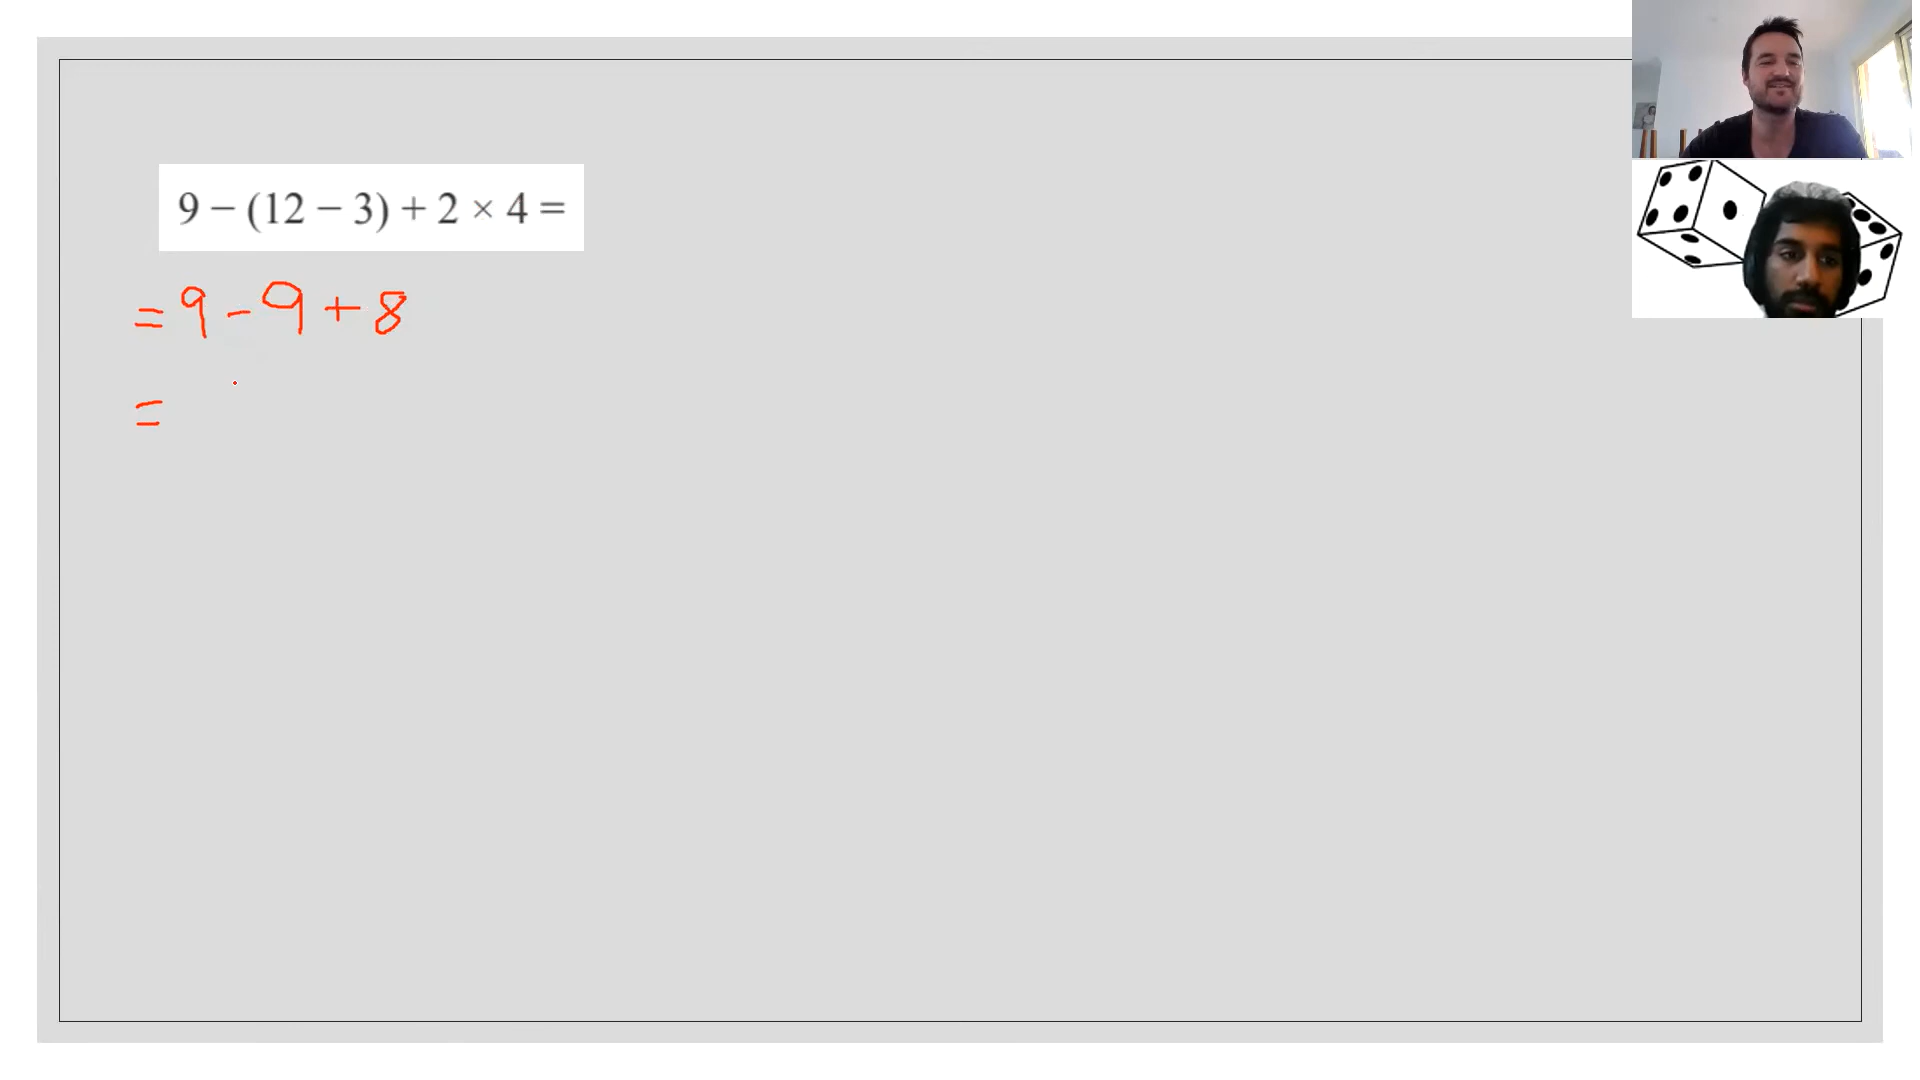 9 − (12 − 3) + 2 × 4 =
= 9 - 9 + 8
=